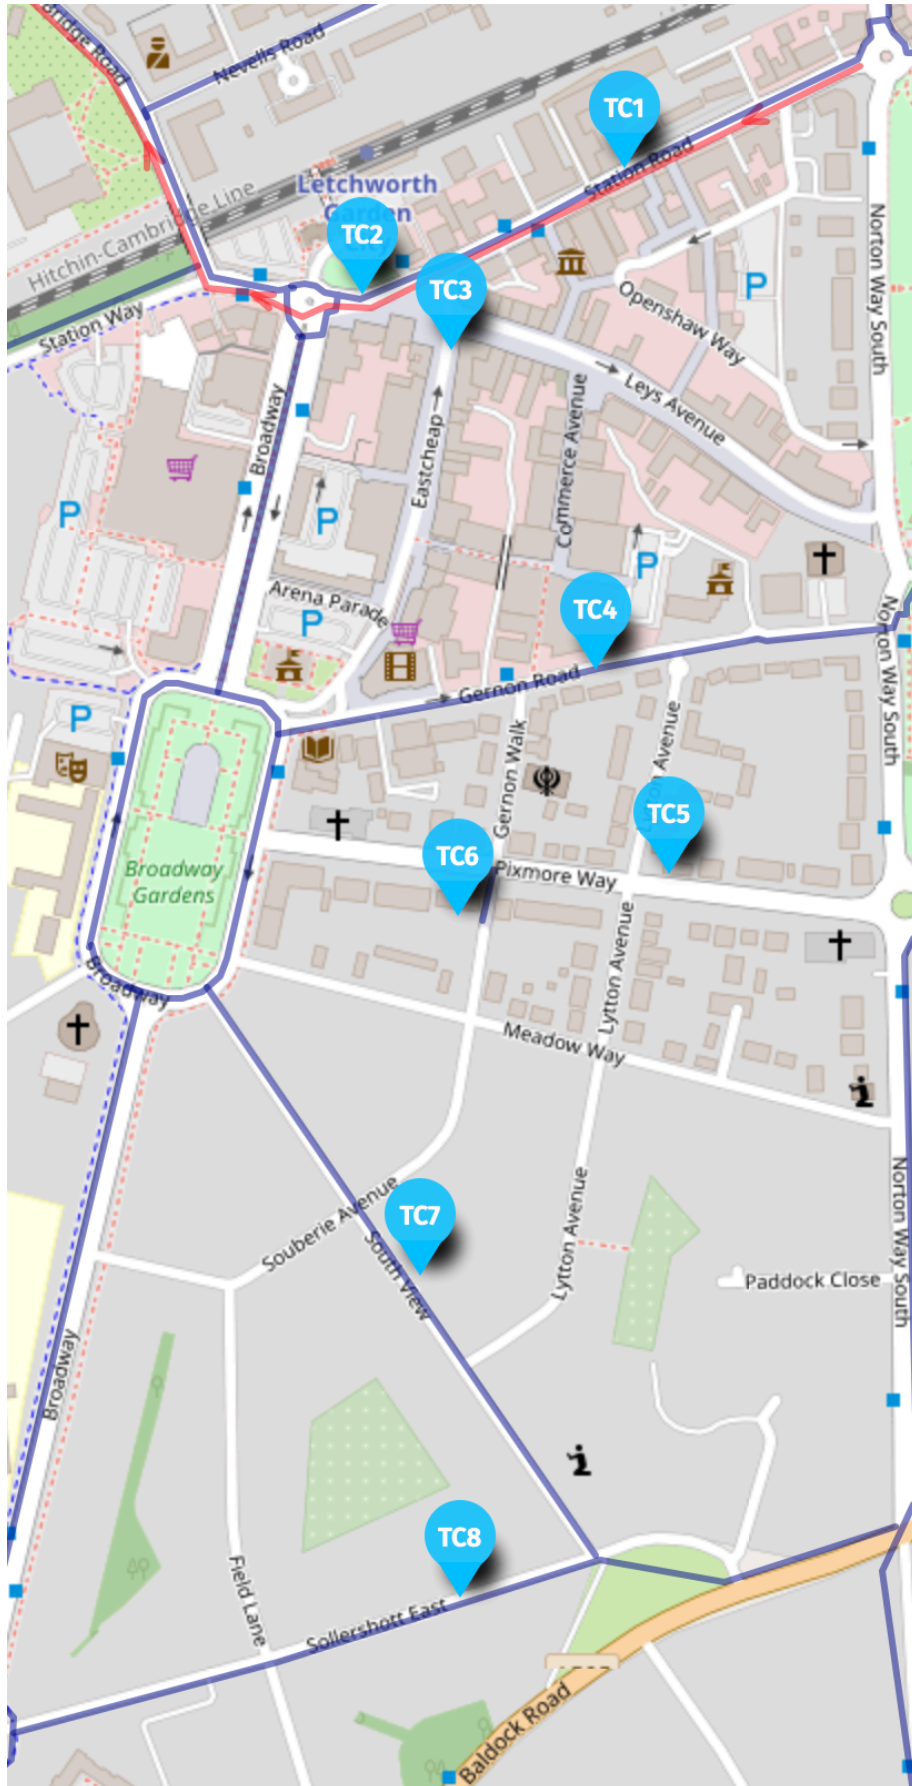 Bridge Road
Nevells Road
TC1
Station Road
Letchworth
Garden
Hitchin-Cambridge Line
TC2
TC3
P
Norton Way South
Openshaw Way
Station Way
Leys Avenue
Broadway
Eastcheap
Commerce Avenue
P
P
P
Arena Parade
P
TC4
Norton Way South
Gernon Road
P
Gernon Walk
TC5
TC6
Pixmore Way
Broadway
Gardens
Lytton Avenue
Broadway
Meadow Way
Souberie Avenue
TC7
South View
Lytton Avenue
Norton Way South
Paddock Close
Broadway
TC8
Field Lane
Sollershott East
Baldock Road